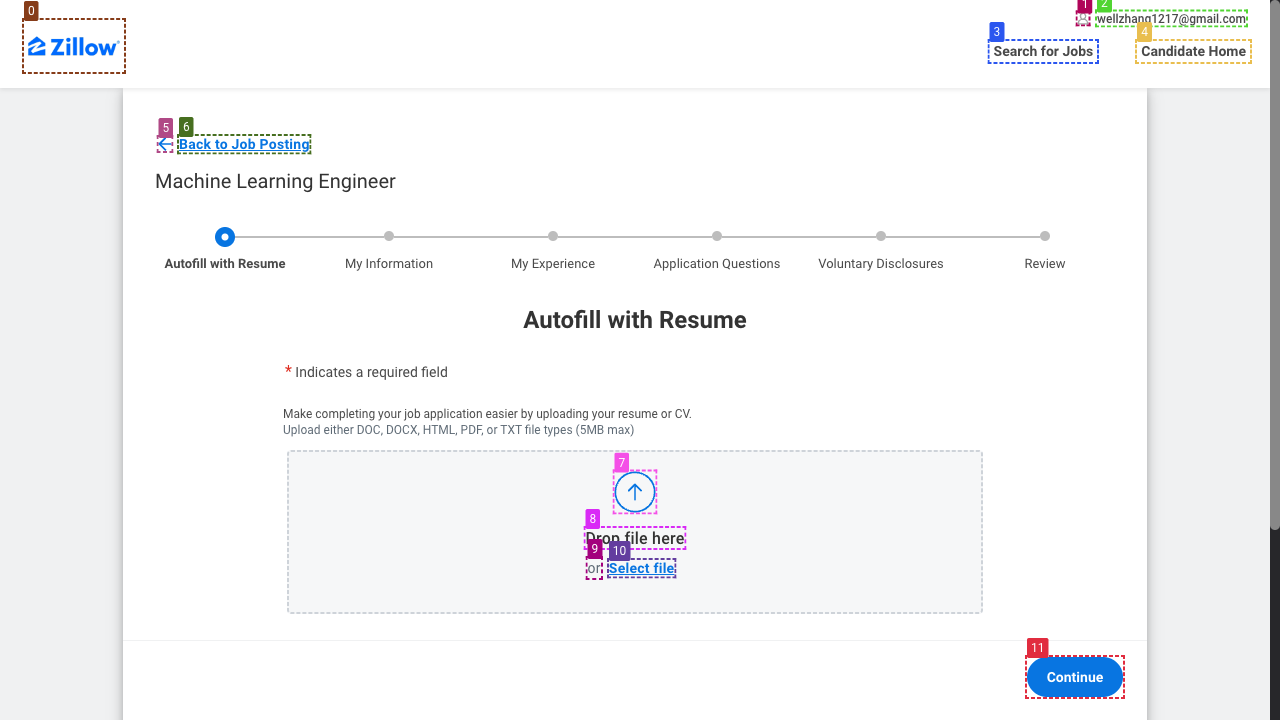 0
Zillow
1
2
wellzhang1217@gmail.com
3
Search for Jobs
4
Candidate Home
5
6
Back to Job Posting
Machine Learning Engineer
Autofill with Resume
My Information
My Experience
Application Questions
Voluntary Disclosures
Review
Autofill with Resume
* Indicates a required field
Make completing your job application easier by uploading your resume or CV.
Upload either DOC, DOCX, HTML, PDF, or TXT file types (5MB max)
7
8
Drop file here
9
10
or Select file
11
Continue